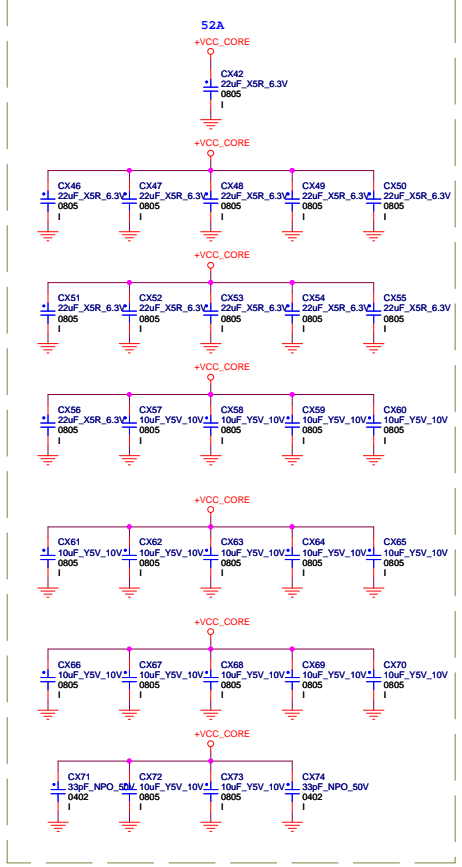 52A
+VCC_CORE
CX42
22uF_X5R_6.3V
0805
I
+VCC_CORE
CX46 CX47 CX48 CX49 CX50
22uF_X5R_6.3V 22uF_X5R_6.3V 22uF_X5R_6.3V 22uF_X5R_6.3V 22uF_X5R_6.3V
0805 0805 0805 0805 0805
I I I I I
+VCC_CORE
CX51 CX52 CX53 CX54 CX55
22uF_X5R_6.3V 22uF_X5R_6.3V 22uF_X5R_6.3V 22uF_X5R_6.3V 22uF_X5R_6.3V
0805 0805 0805 0805 0805
I I I I I
+VCC_CORE
CX56 CX57 CX58 CX59 CX60
22uF_X5R_6.3V 10uF_Y5V_10V 10uF_Y5V_10V 10uF_Y5V_10V 10uF_Y5V_10V
0805 0805 0805 0805 0805
I I I I I
+VCC_CORE
CX61 CX62 CX63 CX64 CX65
10uF_Y5V_10V 10uF_Y5V_10V 10uF_Y5V_10V 10uF_Y5V_10V 10uF_Y5V_10V
0805 0805 0805 0805 0805
I I I I I
+VCC_CORE
CX66 CX67 CX68 CX69 CX70
10uF_Y5V_10V 10uF_Y5V_10V 10uF_Y5V_10V 10uF_Y5V_10V 10uF_Y5V_10V
0805 0805 0805 0805 0805
I I I I I
+VCC_CORE
CX71 CX72 CX73 CX74
33pF_NPO_50V 10uF_Y5V_10V 10uF_Y5V_10V 33pF_NPO_50V
0402 0805 0805 0402
I I I I